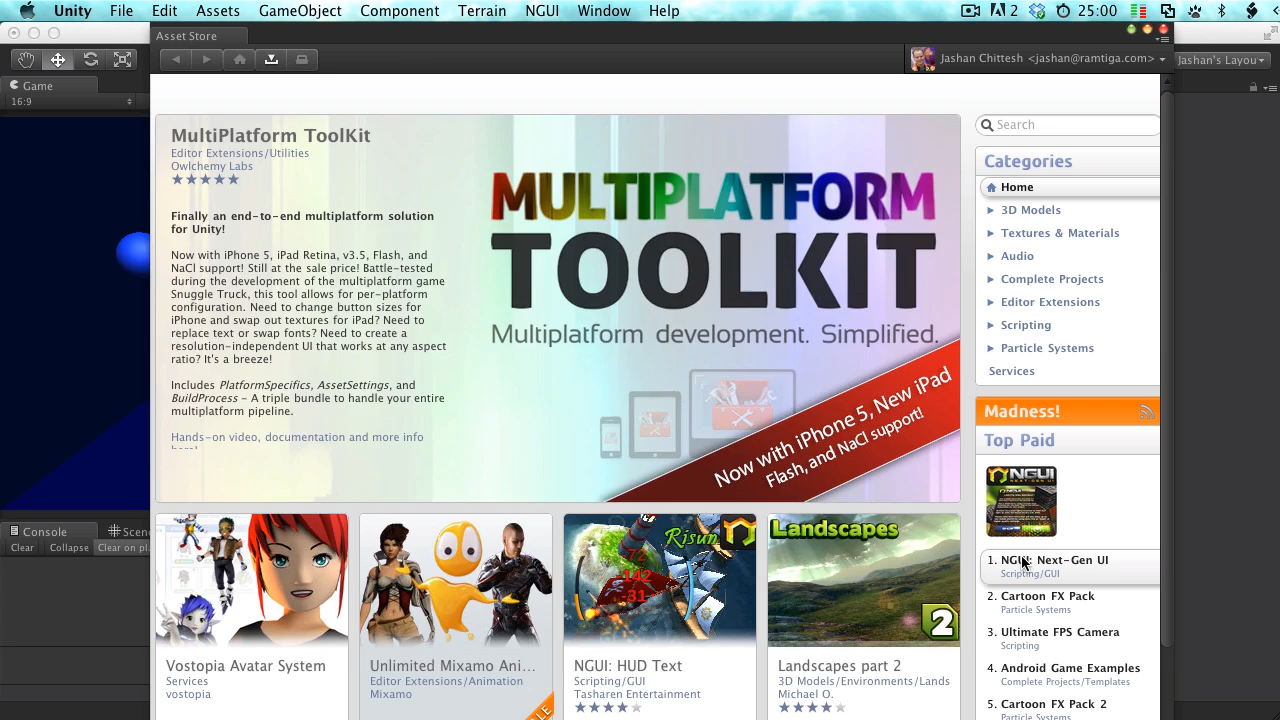 Unity File Edit Assets GameObject Component Terrain NGUI Window Help
2 25:00
Asset Store
Jashan Chittesh <jashan@ramtiga.com>
Jashan's Layou
Game
16:9
MultiPlatform ToolKit
Editor Extensions/Utilities
Owlchemy Labs
Finally an end-to-end multiplatform solution
for Unity!
Now with iPhone 5, iPad Retina, v3.5, Flash, and
NaCl support! Still at the sale price! Battle-tested
during the development of the multiplatform game
Snuggle Truck, this tool allows for per-platform
configuration. Need to change button sizes for
iPhone and swap out textures for iPad? Need to
replace text or swap fonts? Need to create a
resolution-independent UI that works at any aspect
ratio? It's a breeze!
Includes PlatformSpecifics, AssetSettings, and
BuildProcess - A triple bundle to handle your entire
multiplatform pipeline.
Hands-on video, documentation and more info
here!
MULTIPLATFORM
TOOLKIT
Multiplatform development. Simplified.
Now with iPhone 5, New iPad
Flash, and NaCl support!
Search
Categories
Home
3D Models
Textures & Materials
Audio
Complete Projects
Editor Extensions
Scripting
Particle Systems
Services
Madness!
Top Paid
NGUI
NEXT-GEN UI
1. NGUI: Next-Gen UI
Scripting/GUI
2. Cartoon FX Pack
Particle Systems
3. Ultimate FPS Camera
Scripting
4. Android Game Examples
Complete Projects/Templates
5. Cartoon FX Pack 2
Particle Systems
Console Scene
Clear Collapse Clear on pl
Vostopia Avatar System
Services
vostopia
Unlimited Mixamo Ani...
Editor Extensions/Animation
Mixamo
72
-142
-31
NGUI: HUD Text
Scripting/GUI
Tasharen Entertainment
Landscapes
2
Landscapes part 2
3D Models/Environments/Lands
Michael O.